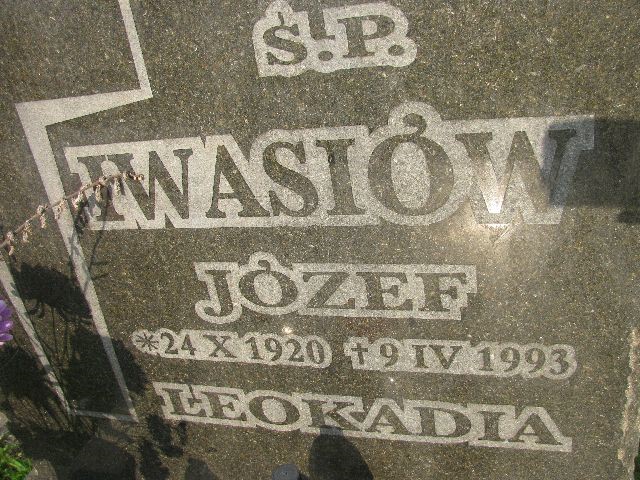 Ś.P.
IWASIÓW
JÓZEF
*24 X 1920 †9 IV 1993
LEOKADIA